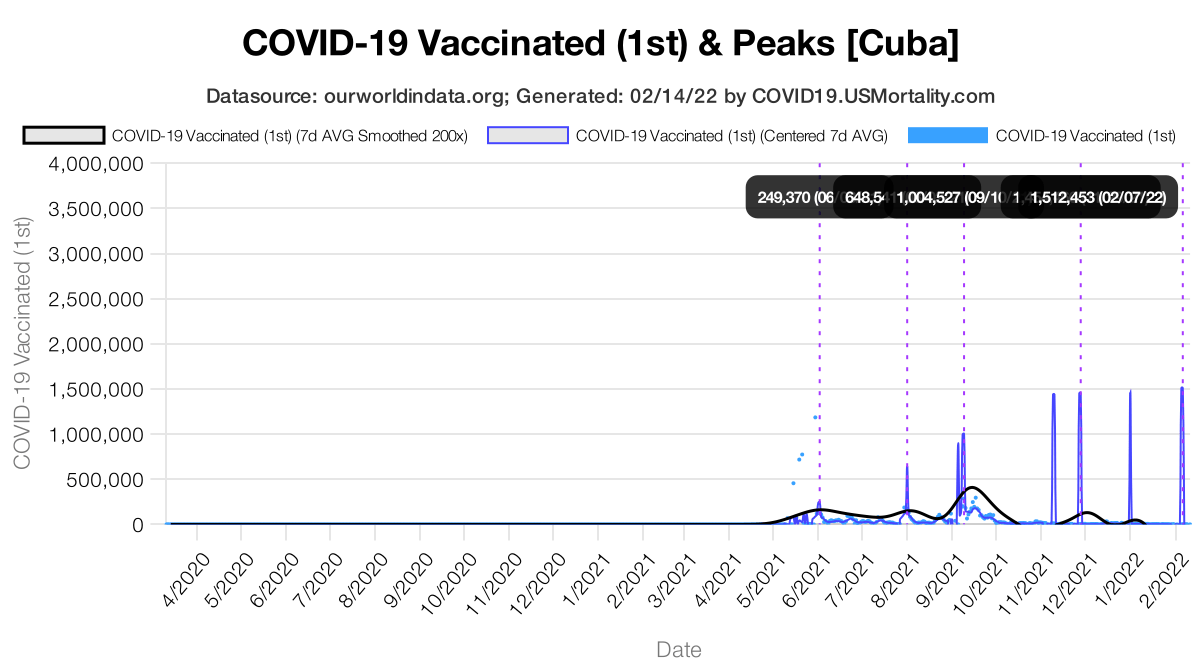 COVID-19 Vaccinated (1st) & Peaks [Cuba]
Datasource: ourworldindata.org; Generated: 02/14/22 by COVID19.USMortality.com
COVID-19 Vaccinated (1st) (7d AVG Smoothed 200x) COVID-19 Vaccinated (1st) (Centered 7d AVG) COVID-19 Vaccinated (1st)
COVID-19 Vaccinated (1st)
4,000,000
3,500,000
3,000,000
2,500,000
2,000,000
1,500,000
1,000,000
500,000
0
249,370 (06 648,54 1,004,527 (09/10 1,512,453 (02/07/22)
4/2020 5/2020 6/2020 7/2020 8/2020 9/2020 10/2020 11/2020 12/2020 1/2021 2/2021 3/2021 4/2021 5/2021 6/2021 7/2021 8/2021 9/2021 10/2021 11/2021 12/2021 1/2022 2/2022
Date